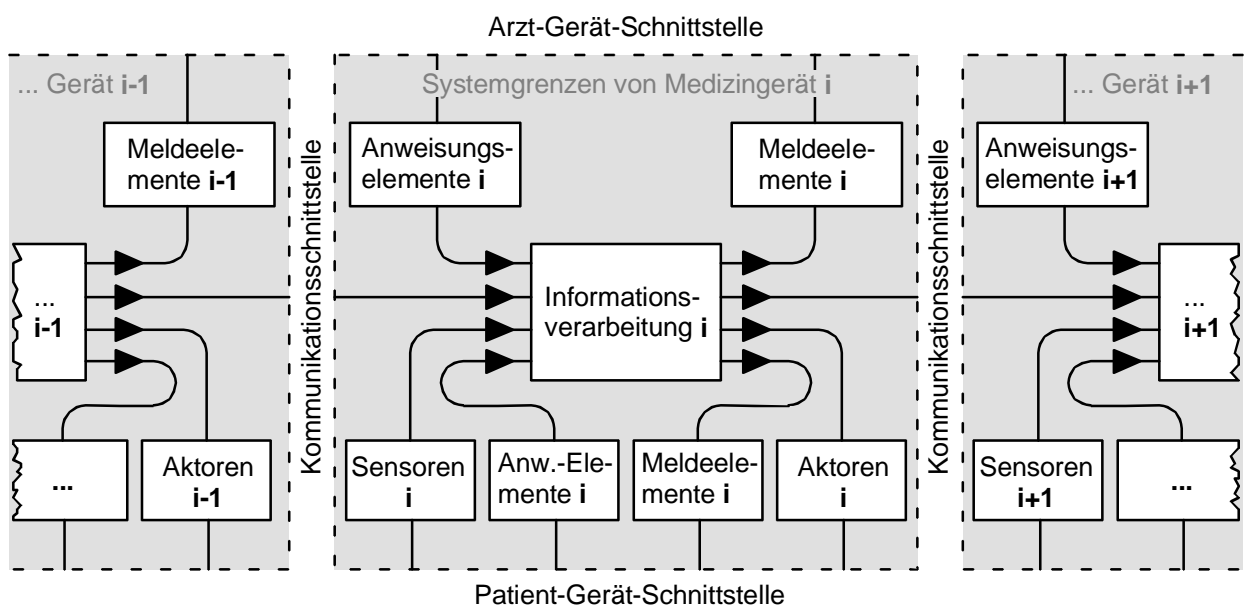 Arzt-Gerät-Schnittstelle
... Gerät i-1
Systemgrenzen von Medizingerät i
... Gerät i+1
Meldeele-
mente i-1
Kommunikationsschnittstelle
Anweisungs-
elemente i
Meldeele-
mente i
Kommunikationsschnittstelle
Anweisungs-
elemente i+1
...
i-1
Informations-
verarbeitung i
...
i+1
...
Aktoren
i-1
Sensoren
i
Anw.-Ele-
mente i
Meldeele-
mente i
Aktoren
i
Sensoren
i+1
...
Patient-Gerät-Schnittstelle